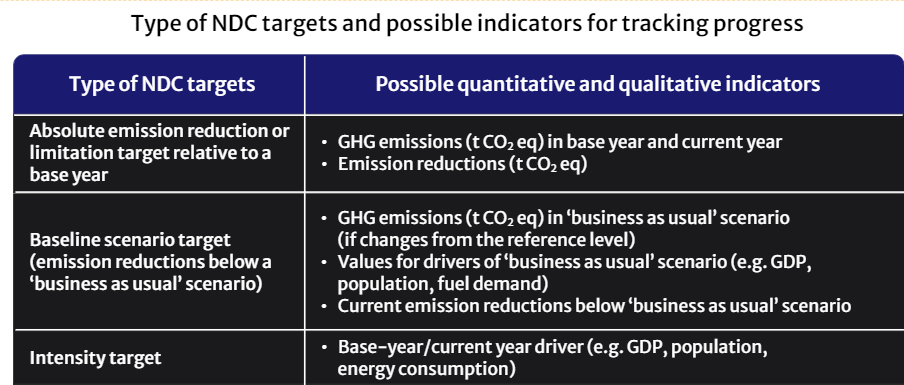 Type of NDC targets and possible indicators for tracking progress
Type of NDC targets
Possible quantitative and qualitative indicators
Absolute emission reduction or
limitation target relative to a
base year
• GHG emissions (t CO₂ eq) in base year and current year
• Emission reductions (t CO₂ eq)
Baseline scenario target
(emission reductions below a
‘business as usual’ scenario)
• GHG emissions (t CO₂ eq) in ‘business as usual’ scenario
(if changes from the reference level)
• Values for drivers of ‘business as usual’ scenario (e.g. GDP,
population, fuel demand)
• Current emission reductions below ‘business as usual’ scenario
Intensity target
• Base-year/current year driver (e.g. GDP, population,
energy consumption)